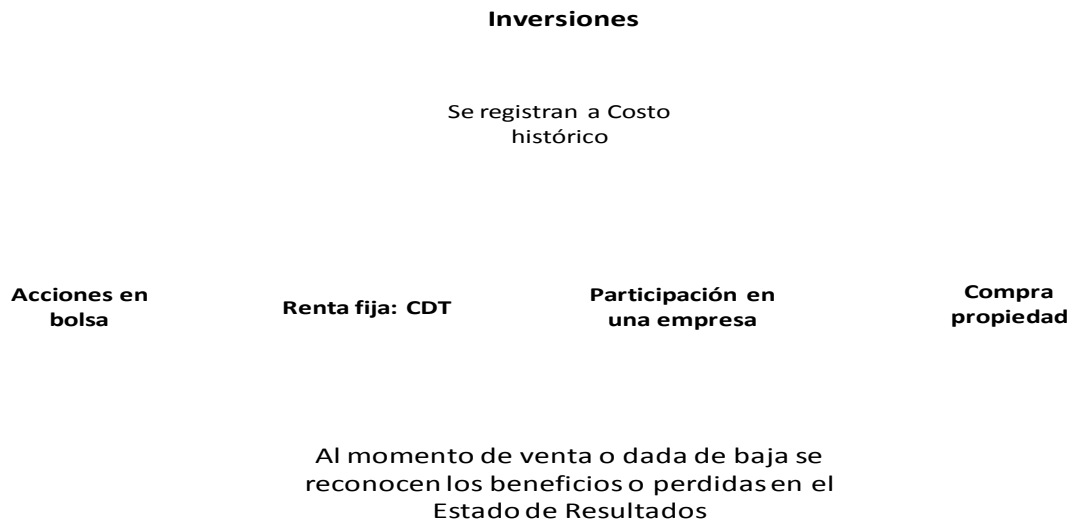 Inversiones
Se registran a Costo
histórico
Acciones en
bolsa
Renta fija: CDT
Participación en
una empresa
Compra
propiedad
Al momento de venta o dada de baja se
reconocen los beneficios o perdidas en el
Estado de Resultados